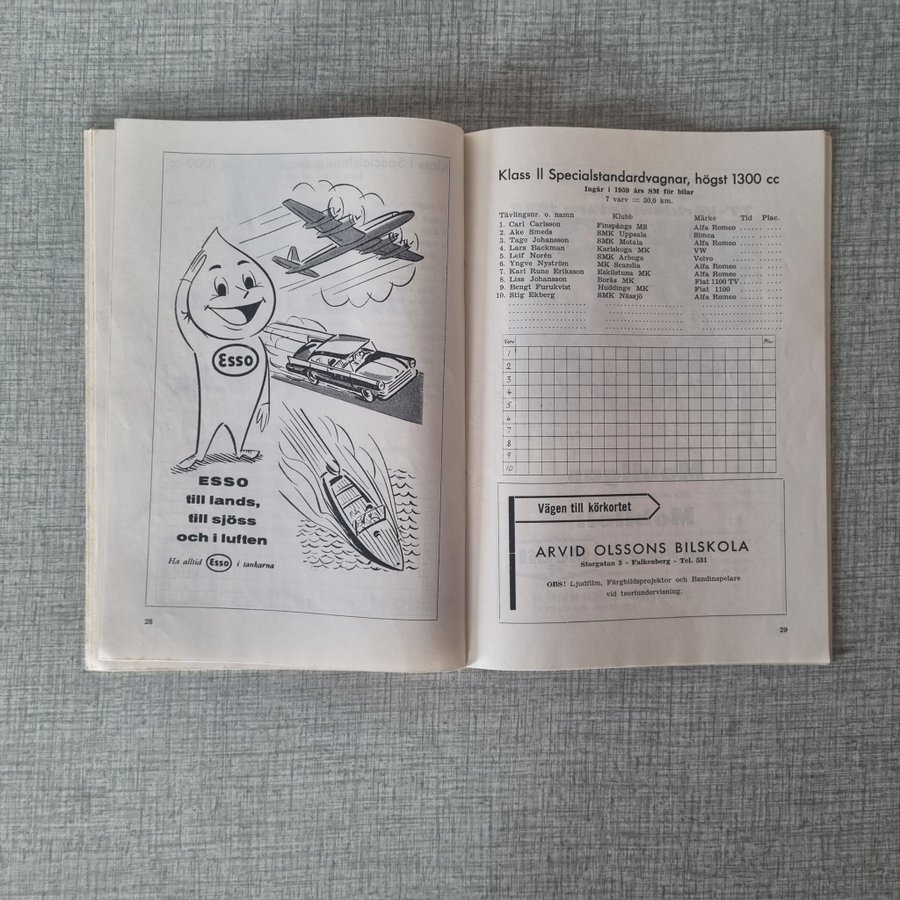 Esso
ESSO
till lands,
till sjöss
och i luften
Ha alltid Esso i tankarna
28
Klass II Specialstandardvagnar, högst 1300 cc
Ingår i 1959 års SM för bilar
7 varv = 30,0 km.
Tävlingsnr. o. namn Klubb Märke Tid Plac.
1. Carl Carlsson Finspångs MS Alfa Romeo
2. Åke Smeds SMK Uppsala Simca
3. Tage Johansson SMK Motala Alfa Romeo
4. Lars Backman Karlskoga MK VW
5. Leif Norén SMK Arboga Volvo
6. Yngve Nyström MK Scandia Alfa Romeo
7. Karl Rune Eriksson Eskilstuna MK Alfa Romeo
8. Liss Johansson Borås MK Fiat 1100 TV
9. Bengt Furukvist Huddinge MK Fiat 1100
10. Stig Ekberg SMK Nässjö Alfa Romeo
Varv Plac.
1
2
3
4
5
6
7
8
9
10
Vägen till körkortet
ARVID OLSSONS BILSKOLA
Storgatan 3 - Falkenberg - Tel. 531
OBS! Ljudfilm, Färgbildsprojektor och Bandinspelare
vid teoriundervisning.
29